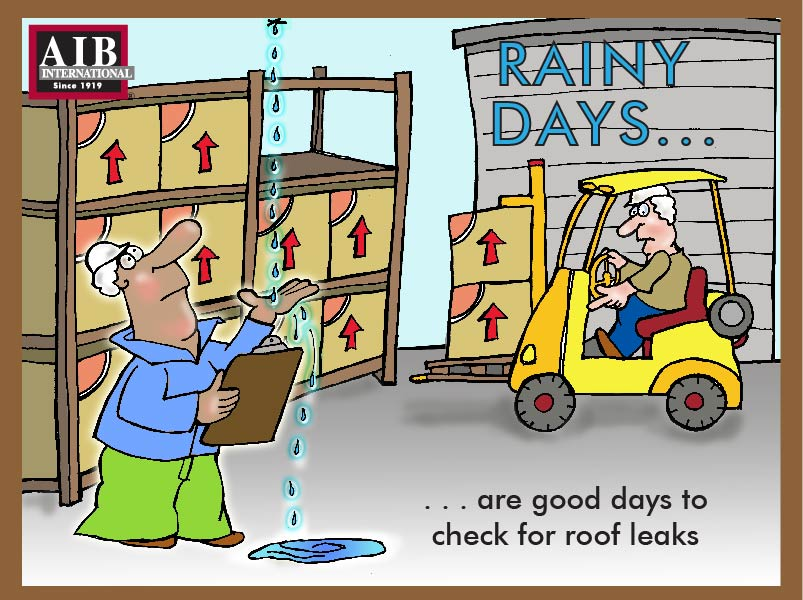 AIB
INTERNATIONAL
Since 1919
®
RAINY
DAYS...
. . . are good days to
check for roof leaks